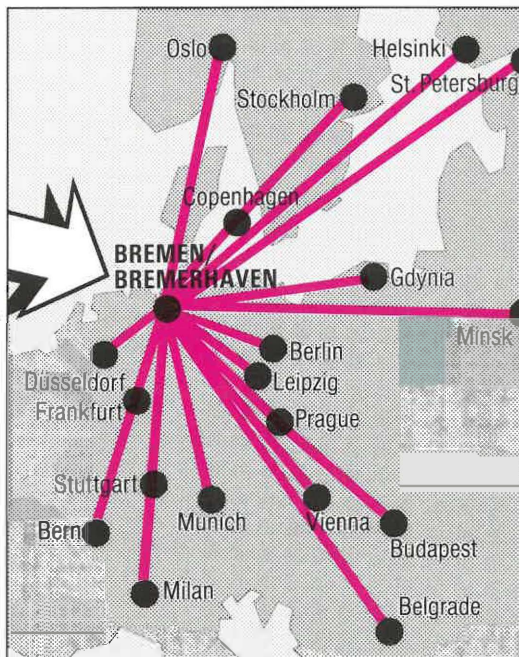 Oslo
Helsinki
St. Petersburg
Stockholm
Copenhagen
BREMEN/
BREMERHAVEN
Gdynia
Minsk
Berlin
Düsseldorf
Leipzig
Frankfurt
Prague
Stuttgart
Munich
Vienna
Bern
Budapest
Milan
Belgrade